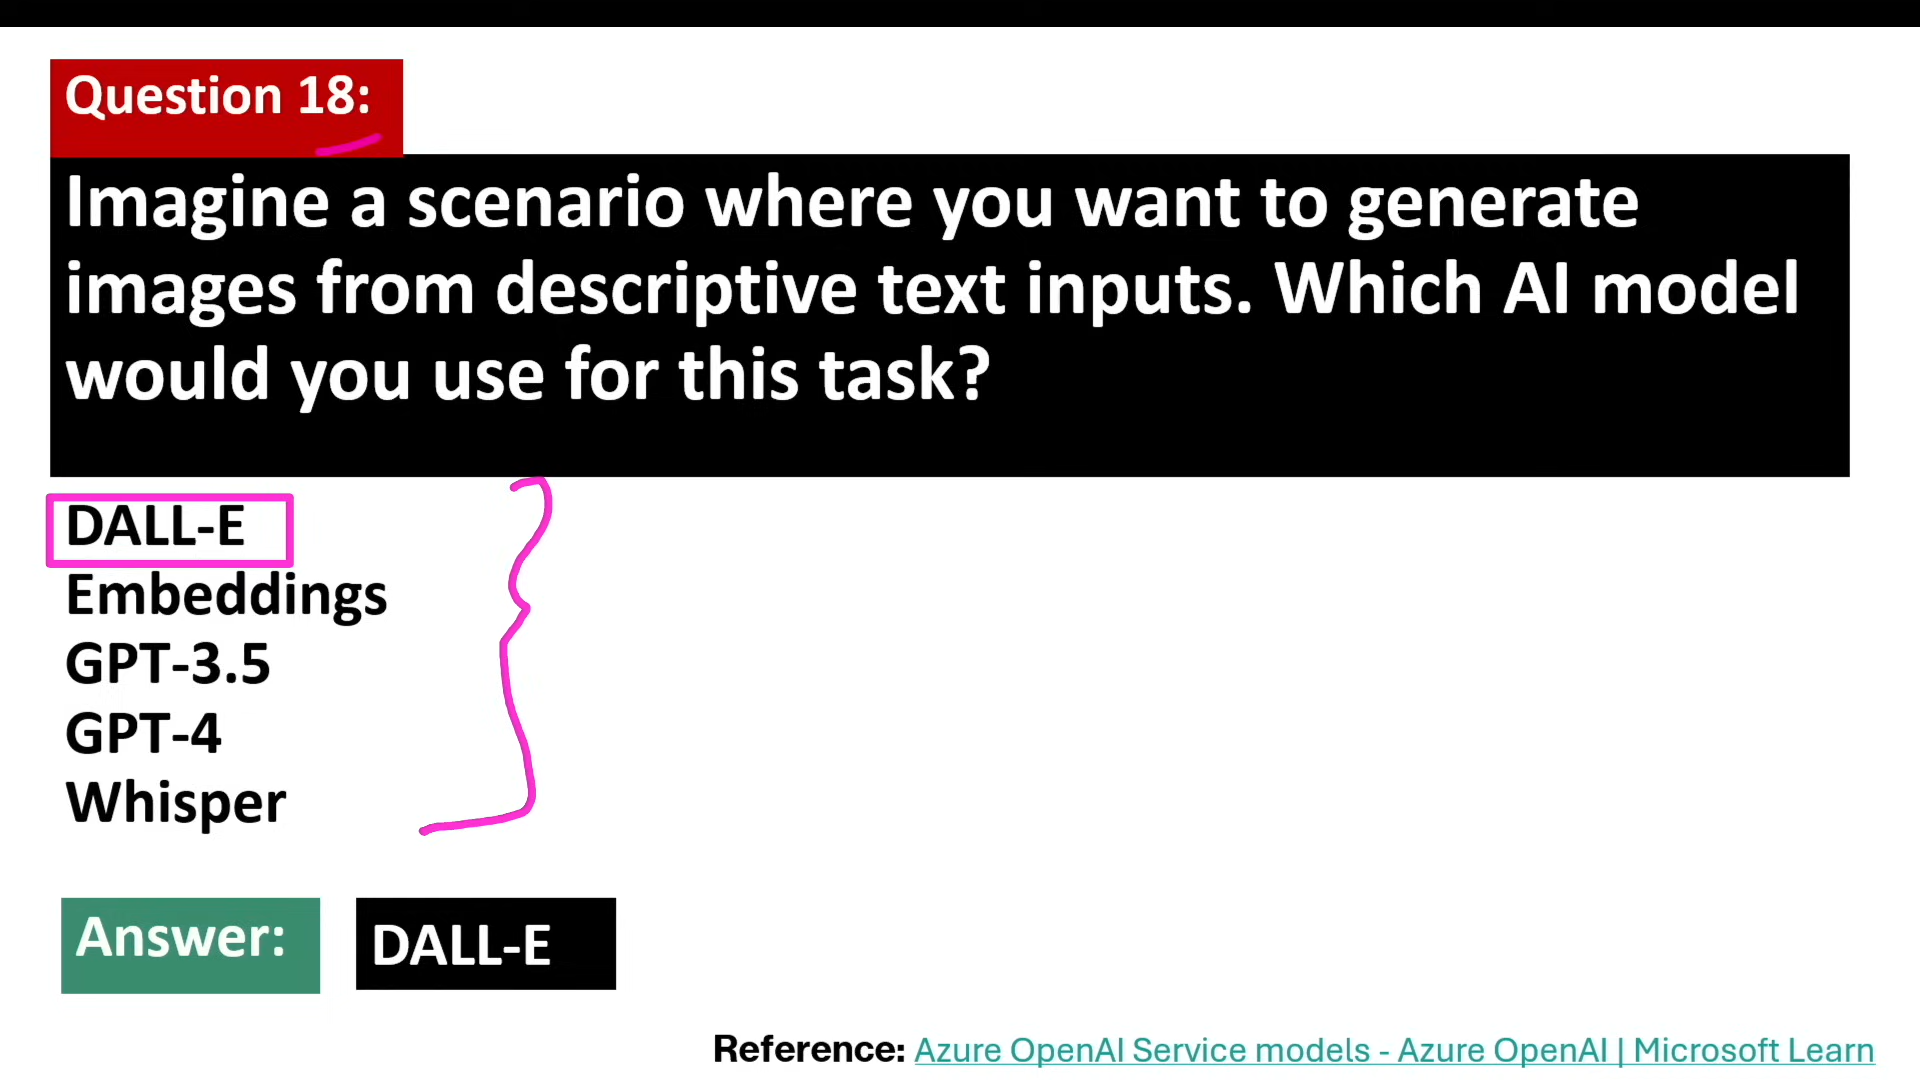 Question 18:
Imagine a scenario where you want to generate
images from descriptive text inputs. Which AI model
would you use for this task?
DALL-E
Embeddings
GPT-3.5
GPT-4
Whisper
Answer:
DALL-E
Reference: Azure OpenAI Service models - Azure OpenAI | Microsoft Learn